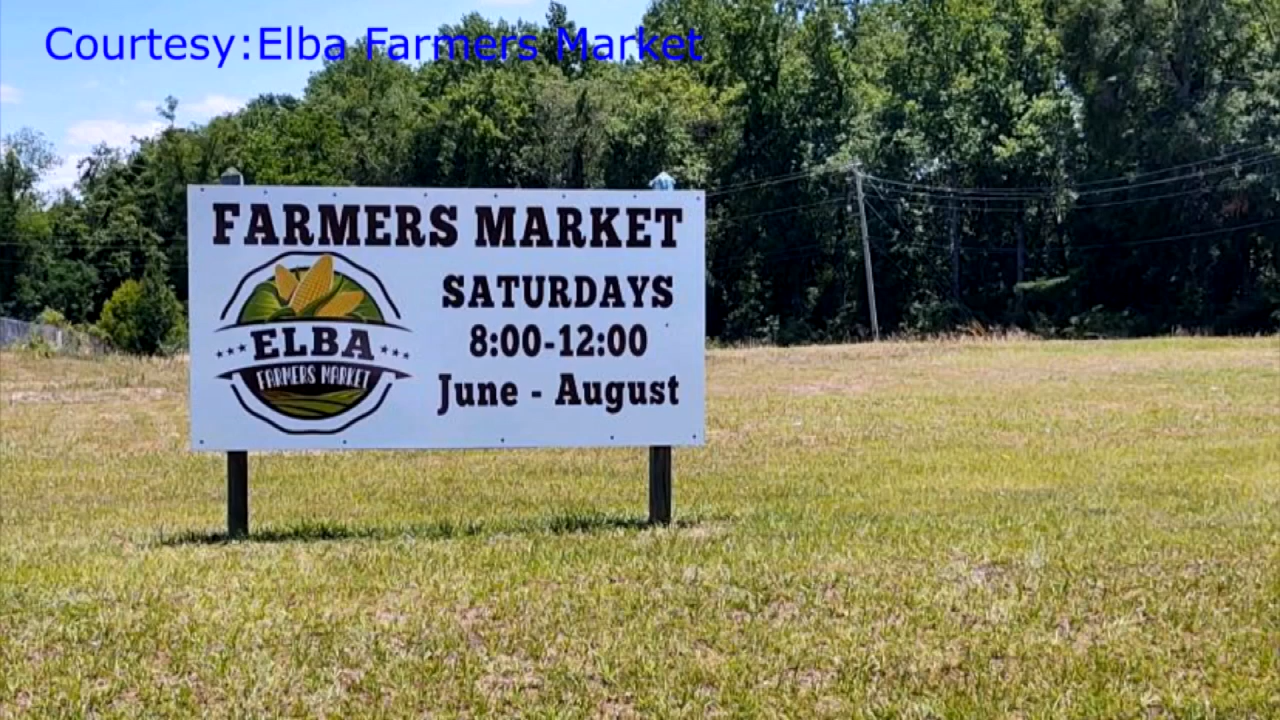 Courtesy:Elba Farmers Market
FARMERS MARKET
SATURDAYS
8:00-12:00
June - August
ELBA
FARMERS MARKET